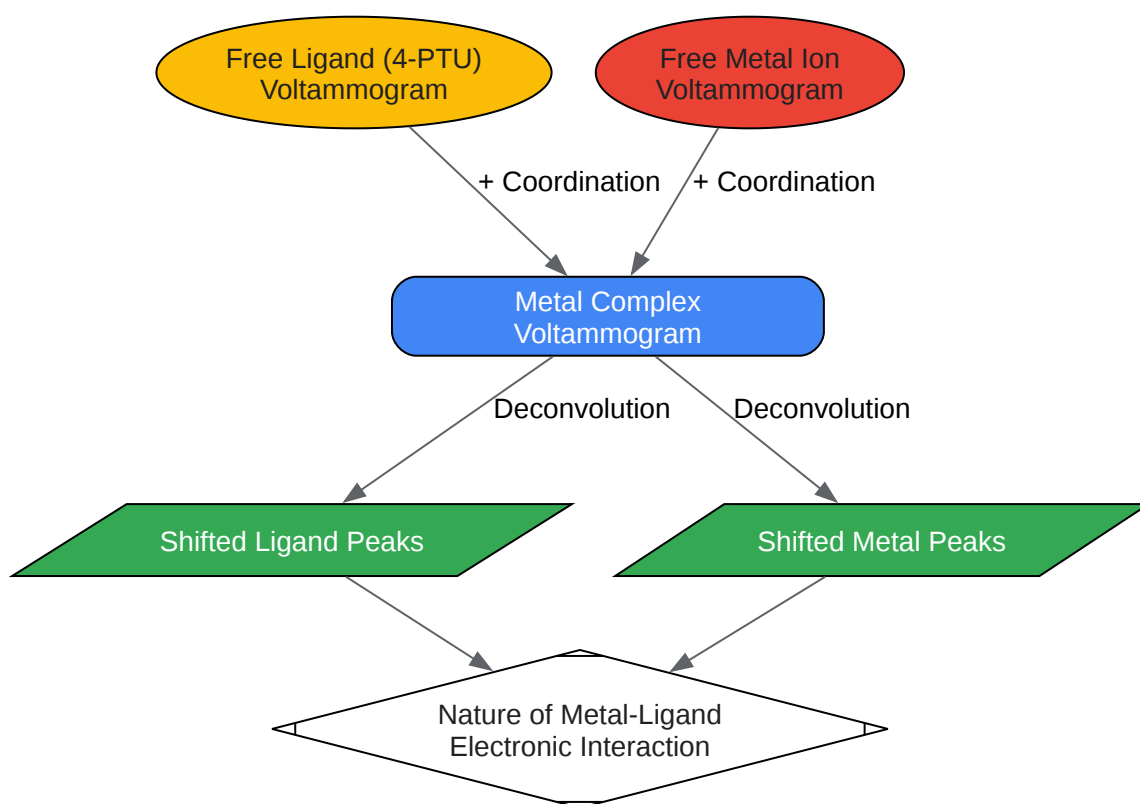 Free Ligand (4-PTU)
Voltammogram
Free Metal Ion
Voltammogram
+ Coordination
+ Coordination
Metal Complex
Voltammogram
Deconvolution
Deconvolution
Shifted Ligand Peaks
Shifted Metal Peaks
Nature of Metal-Ligand
Electronic Interaction